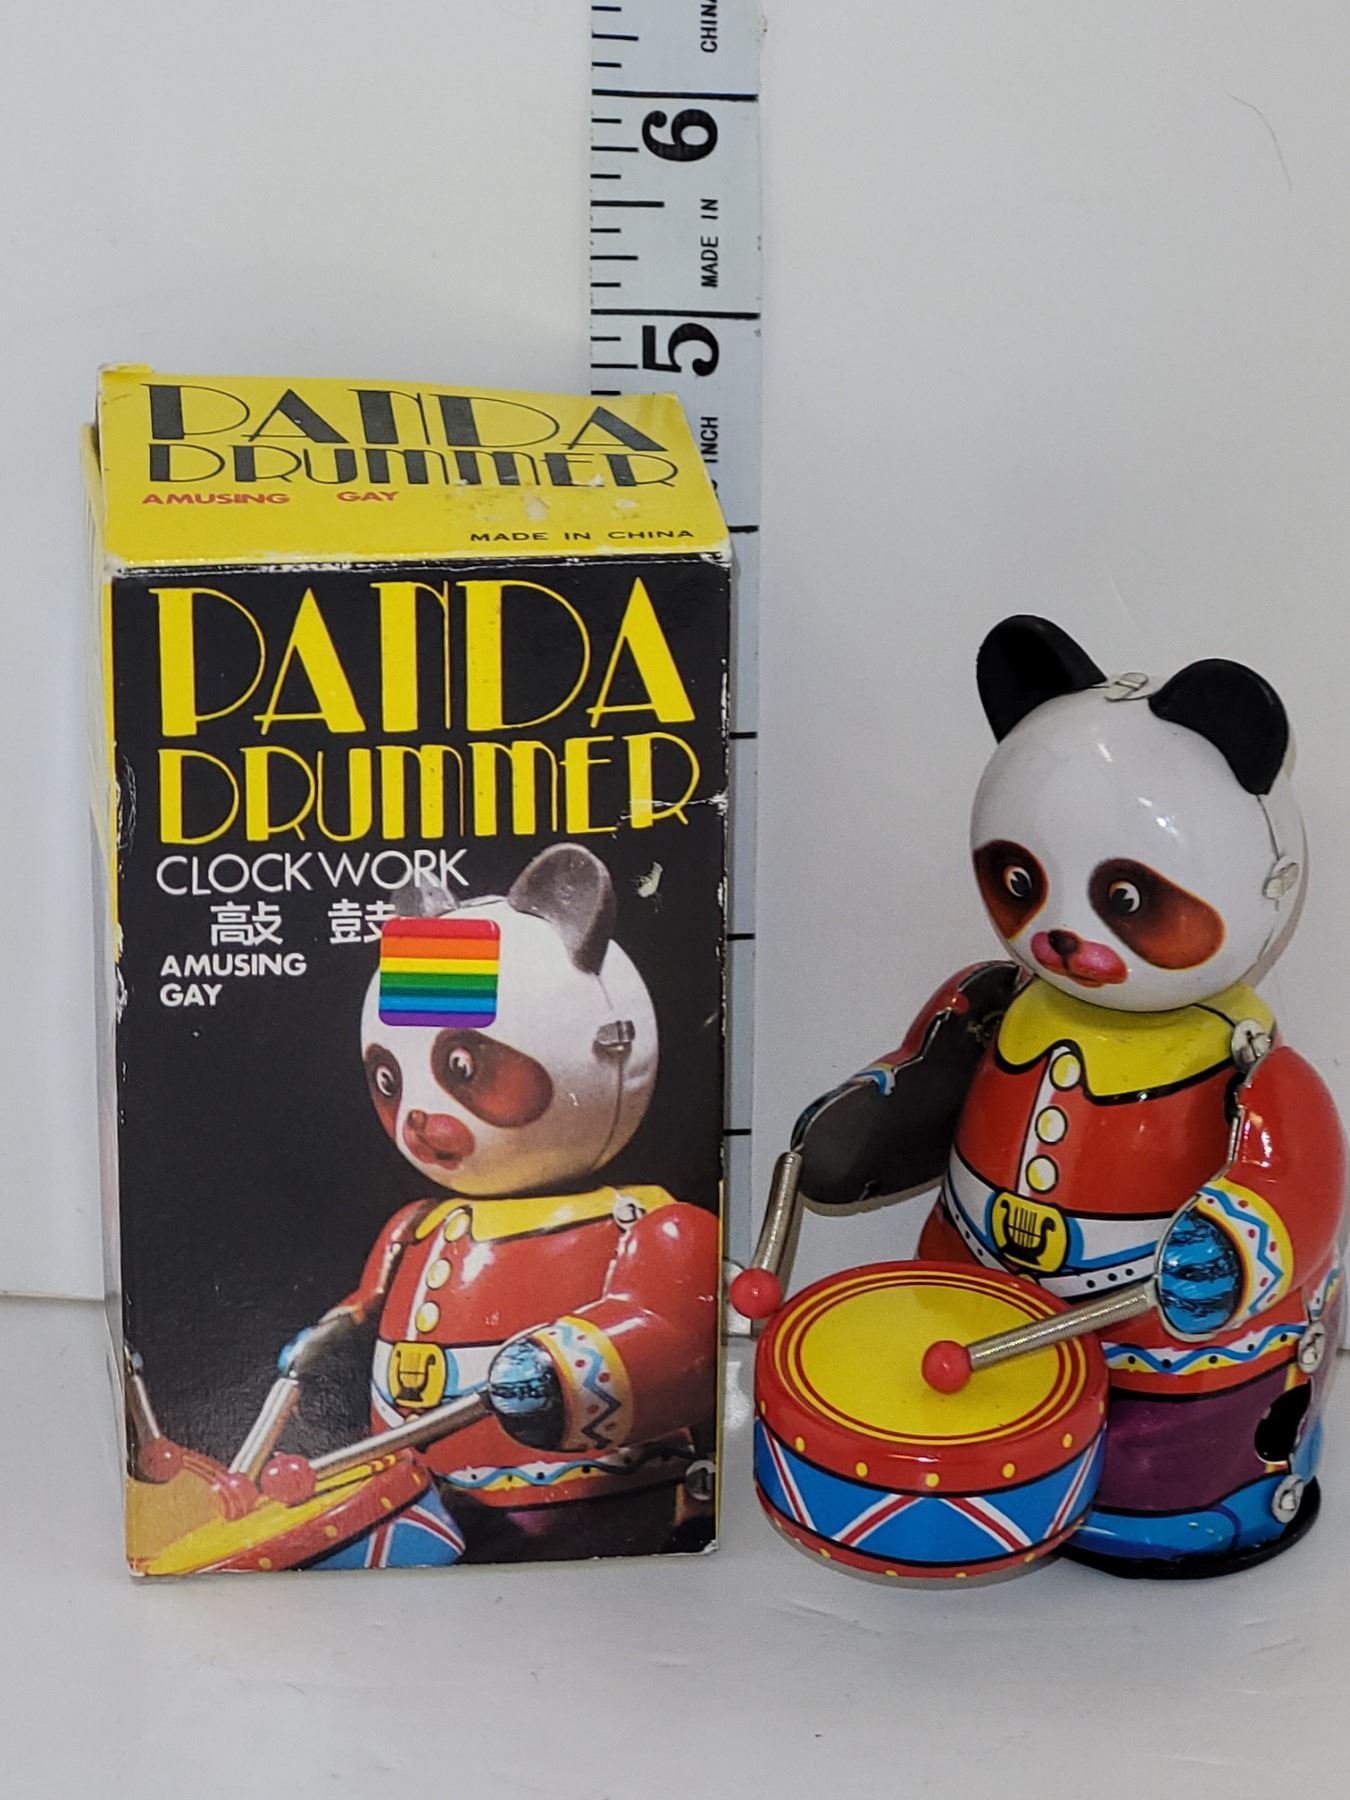 CHINA
6
MADE IN
5
INCH
PANDA
DRUMMER
AMUSING GAY
MADE IN CHINA
PANDA
DRUMMER
CLOCKWORK
敲 鼓
AMUSING
GAY